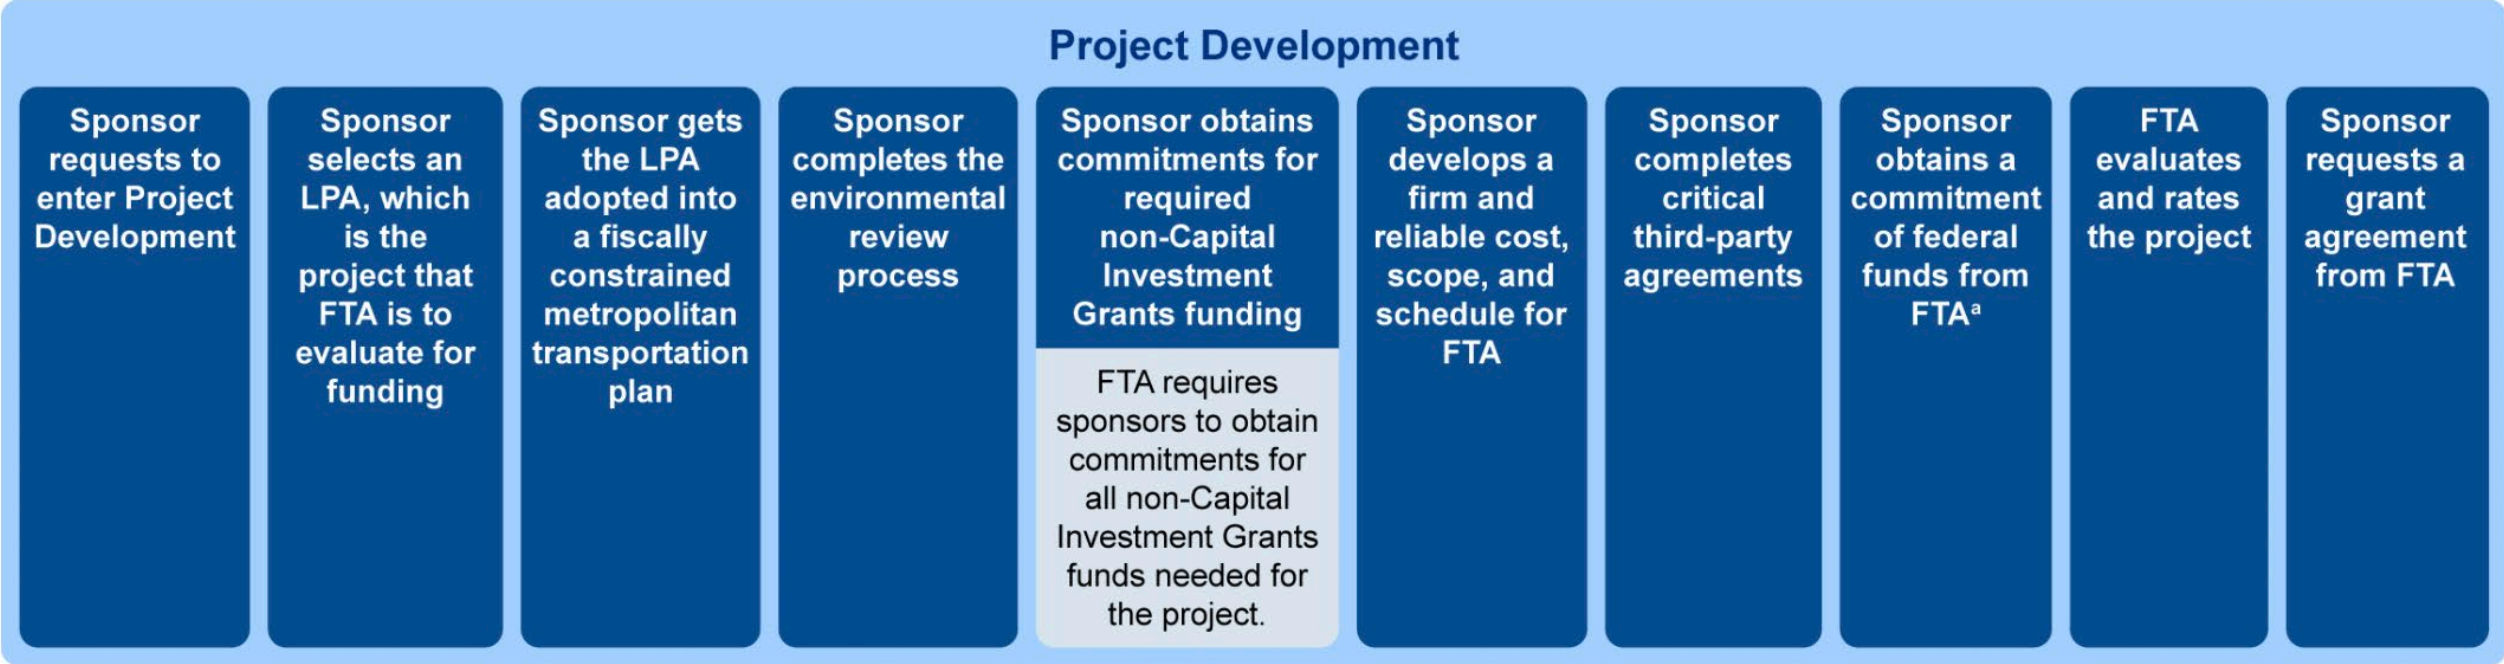 Project Development
Sponsor
requests to
enter Project
Development
Sponsor
selects an
LPA, which
is the
project that
FTA is to
evaluate for
funding
Sponsor gets
the LPA
adopted into
a fiscally
constrained
metropolitan
transportation
plan
Sponsor
completes the
environmental
review
process
Sponsor obtains
commitments for
required
non-Capital
Investment
Grants funding
FTA requires
sponsors to obtain
commitments for
all non-Capital
Investment Grants
funds needed for
the project.
Sponsor
develops a
firm and
reliable cost,
scope, and
schedule for
FTA
Sponsor
completes
critical
third-party
agreements
Sponsor
obtains a
commitment
of federal
funds from
FTAᵃ
FTA
evaluates
and rates
the project
Sponsor
requests a
grant
agreement
from FTA